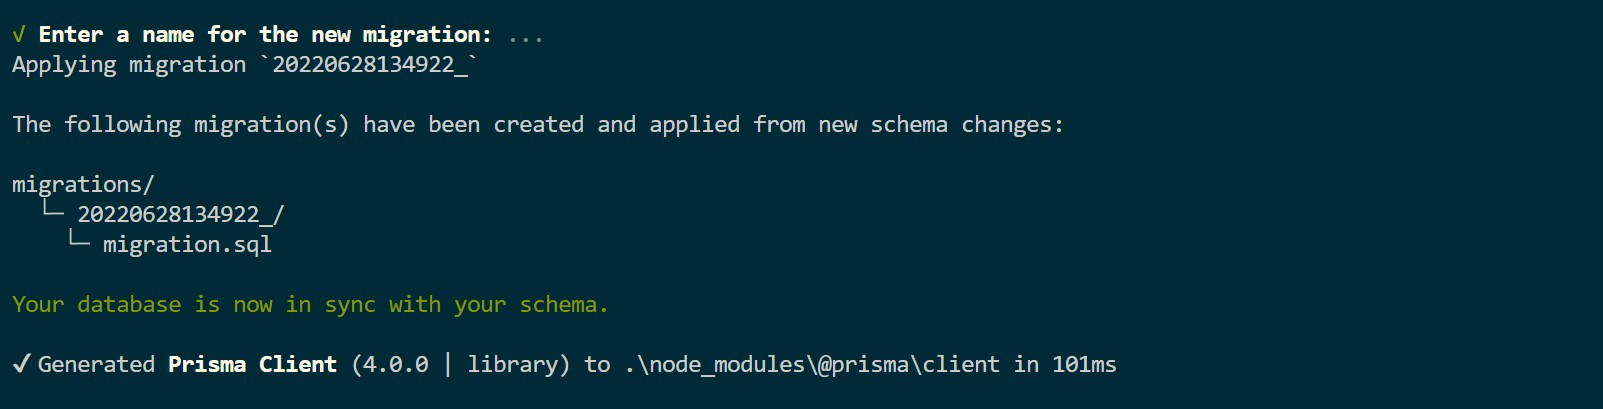 √ Enter a name for the new migration: ...
Applying migration `20220628134922_`
The following migration(s) have been created and applied from new schema changes:
migrations/
└─ 20220628134922_/
└─ migration.sql
Your database is now in sync with your schema.
✔ Generated Prisma Client (4.0.0 | library) to .\node_modules\@prisma\client in 101ms